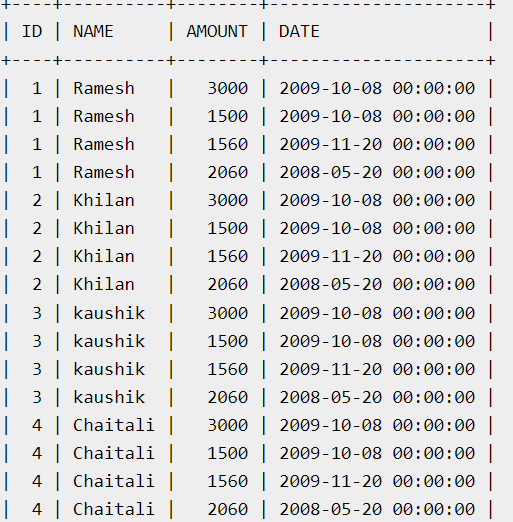 +----+----------+--------+---------------------+
| ID | NAME     | AMOUNT | DATE                |
+----+----------+--------+---------------------+
|  1 | Ramesh   |   3000 | 2009-10-08 00:00:00 |
|  1 | Ramesh   |   1500 | 2009-10-08 00:00:00 |
|  1 | Ramesh   |   1560 | 2009-11-20 00:00:00 |
|  1 | Ramesh   |   2060 | 2008-05-20 00:00:00 |
|  2 | Khilan   |   3000 | 2009-10-08 00:00:00 |
|  2 | Khilan   |   1500 | 2009-10-08 00:00:00 |
|  2 | Khilan   |   1560 | 2009-11-20 00:00:00 |
|  2 | Khilan   |   2060 | 2008-05-20 00:00:00 |
|  3 | kaushik  |   3000 | 2009-10-08 00:00:00 |
|  3 | kaushik  |   1500 | 2009-10-08 00:00:00 |
|  3 | kaushik  |   1560 | 2009-11-20 00:00:00 |
|  3 | kaushik  |   2060 | 2008-05-20 00:00:00 |
|  4 | Chaitali |   3000 | 2009-10-08 00:00:00 |
|  4 | Chaitali |   1500 | 2009-10-08 00:00:00 |
|  4 | Chaitali |   1560 | 2009-11-20 00:00:00 |
|  4 | Chaitali |   2060 | 2008-05-20 00:00:00 |